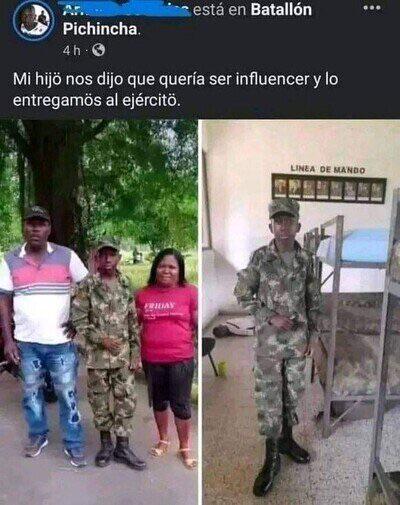 está en Batallón
Pichincha.
4 h ·
Mi hijö nos dijo que quería ser influencer y lo
entregamös al ejércitö.
LINEA DE MANDO
FRIDAY